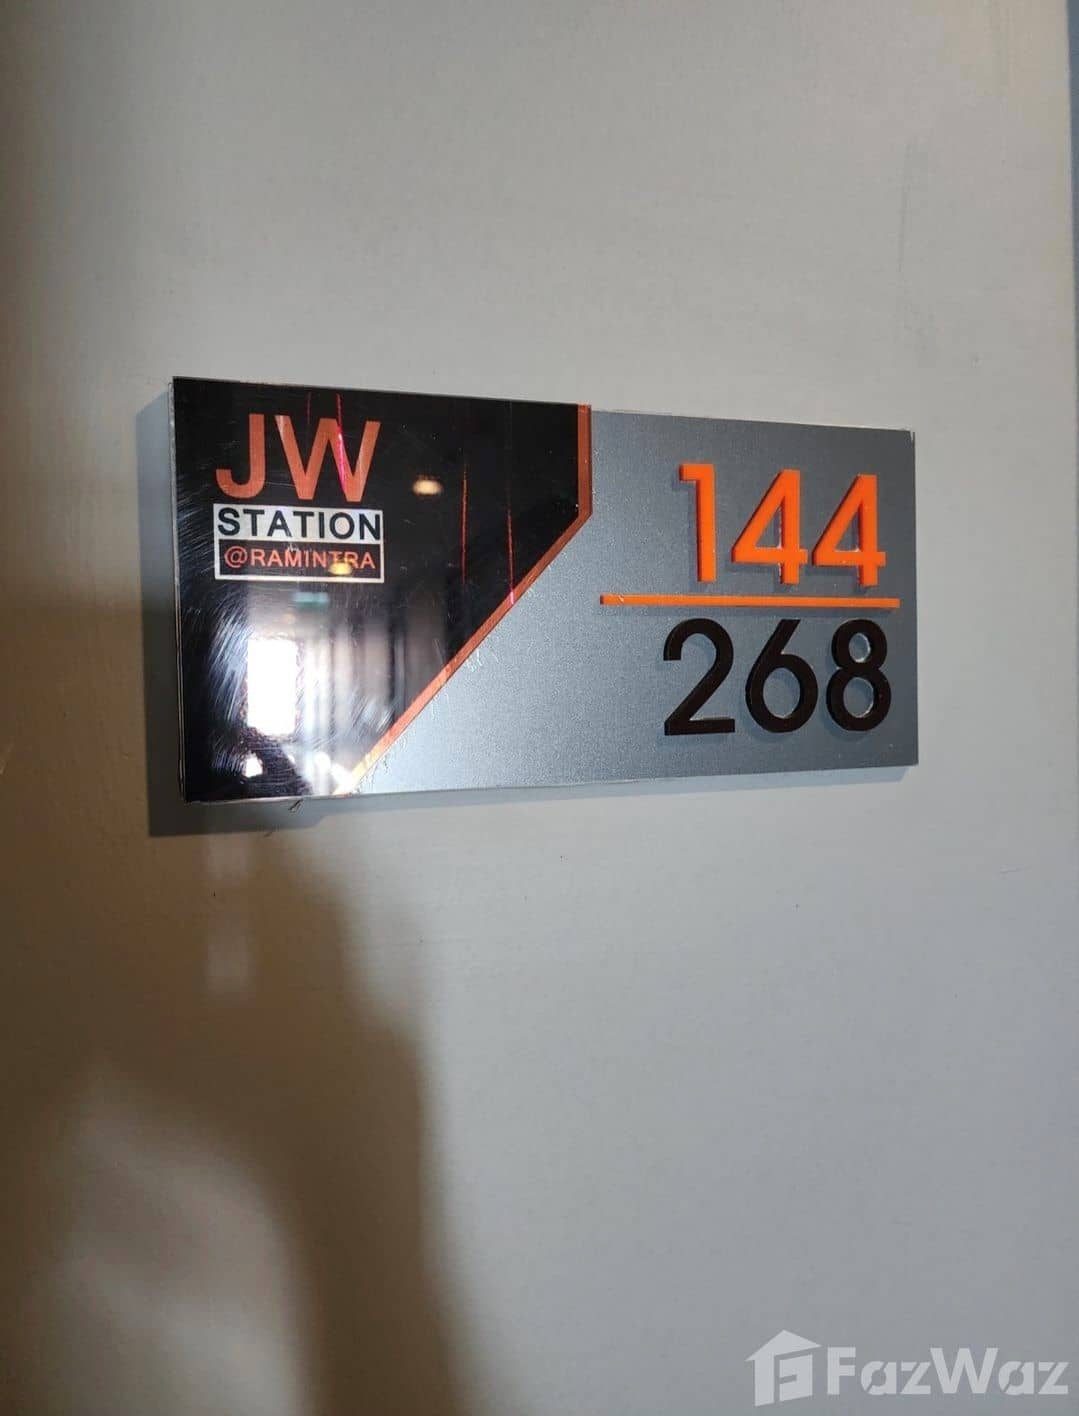 JW
STATION
@RAMINTRA
144
268
FazWaz